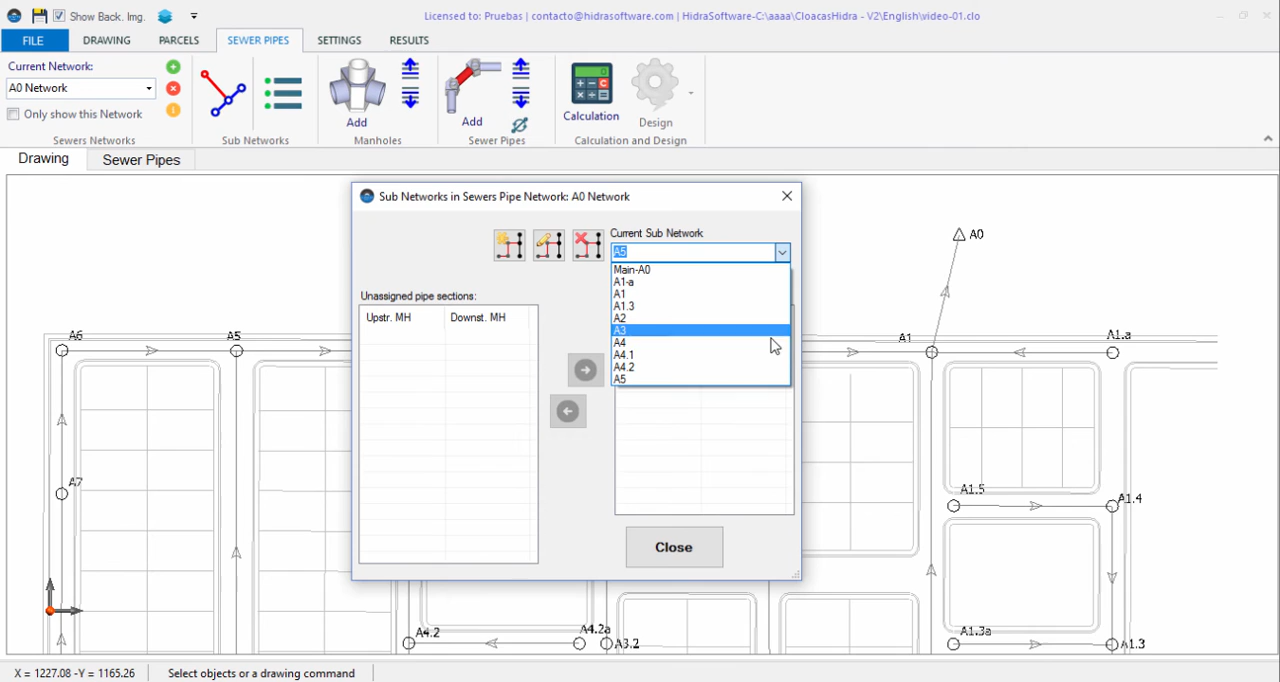 Show Back. Img.
Licensed to: Pruebas | contacto@hidrasoftware.com | HidraSoftware-C:\aaaa\CloacasHidra - V2\English\video-01.clo
FILE
DRAWING
PARCELS
SEWER PIPES
SETTINGS
RESULTS
Current Network:
A0 Network
Only show this Network
Sewers Networks
Sub Networks
Add
Manholes
Add
Sewer Pipes
Calculation
Design
Calculation and Design
Drawing
Sewer Pipes
Sub Networks in Sewers Pipe Network: A0 Network
Current Sub Network
A5
Main-A0
A1-a
A1
A1.3
A2
A3
A4
A4.1
A4.2
A5
Unassigned pipe sections:
Upstr. MH
Downst. MH
Close
A0
A6
A5
A1
A1.a
A7
A1.5
A1.4
A4.2
A4.2a
A3.2
A1.3a
A1.3
X = 1227.08 -Y = 1165.26
Select objects or a drawing command